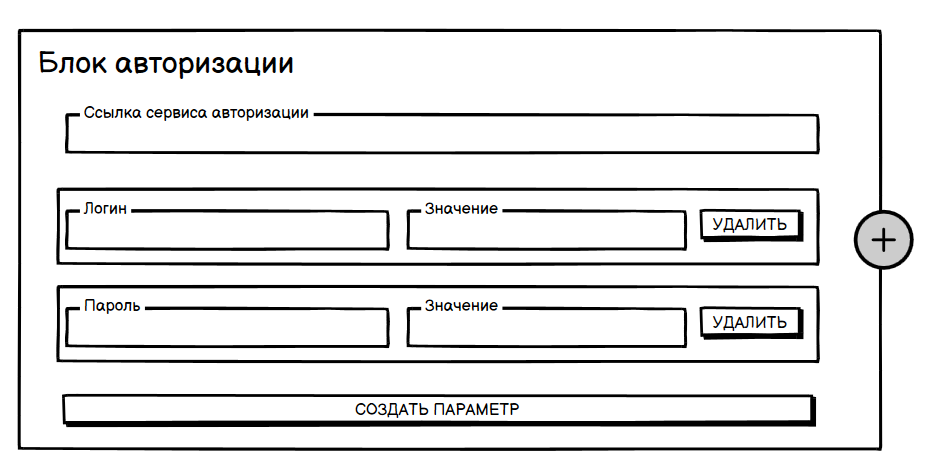 Блок авторизации
Ссылка сервиса авторизации
Логин Значение УДАЛИТЬ
+
Пароль Значение УДАЛИТЬ
СОЗДАТЬ ПАРАМЕТР